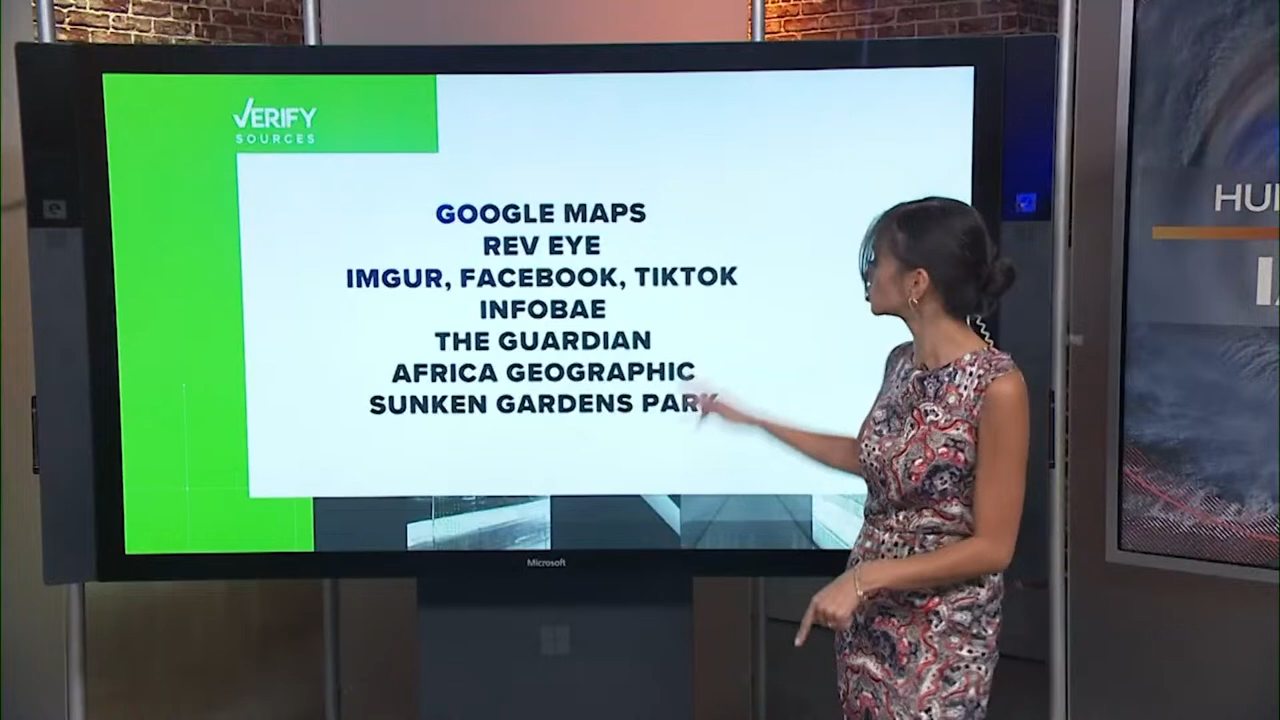 VERIFY
SOURCES
GOOGLE MAPS
REV EYE
IMGUR, FACEBOOK, TIKTOK
INFOBAE
THE GUARDIAN
AFRICA GEOGRAPHIC
SUNKEN GARDENS PARK
Microsoft